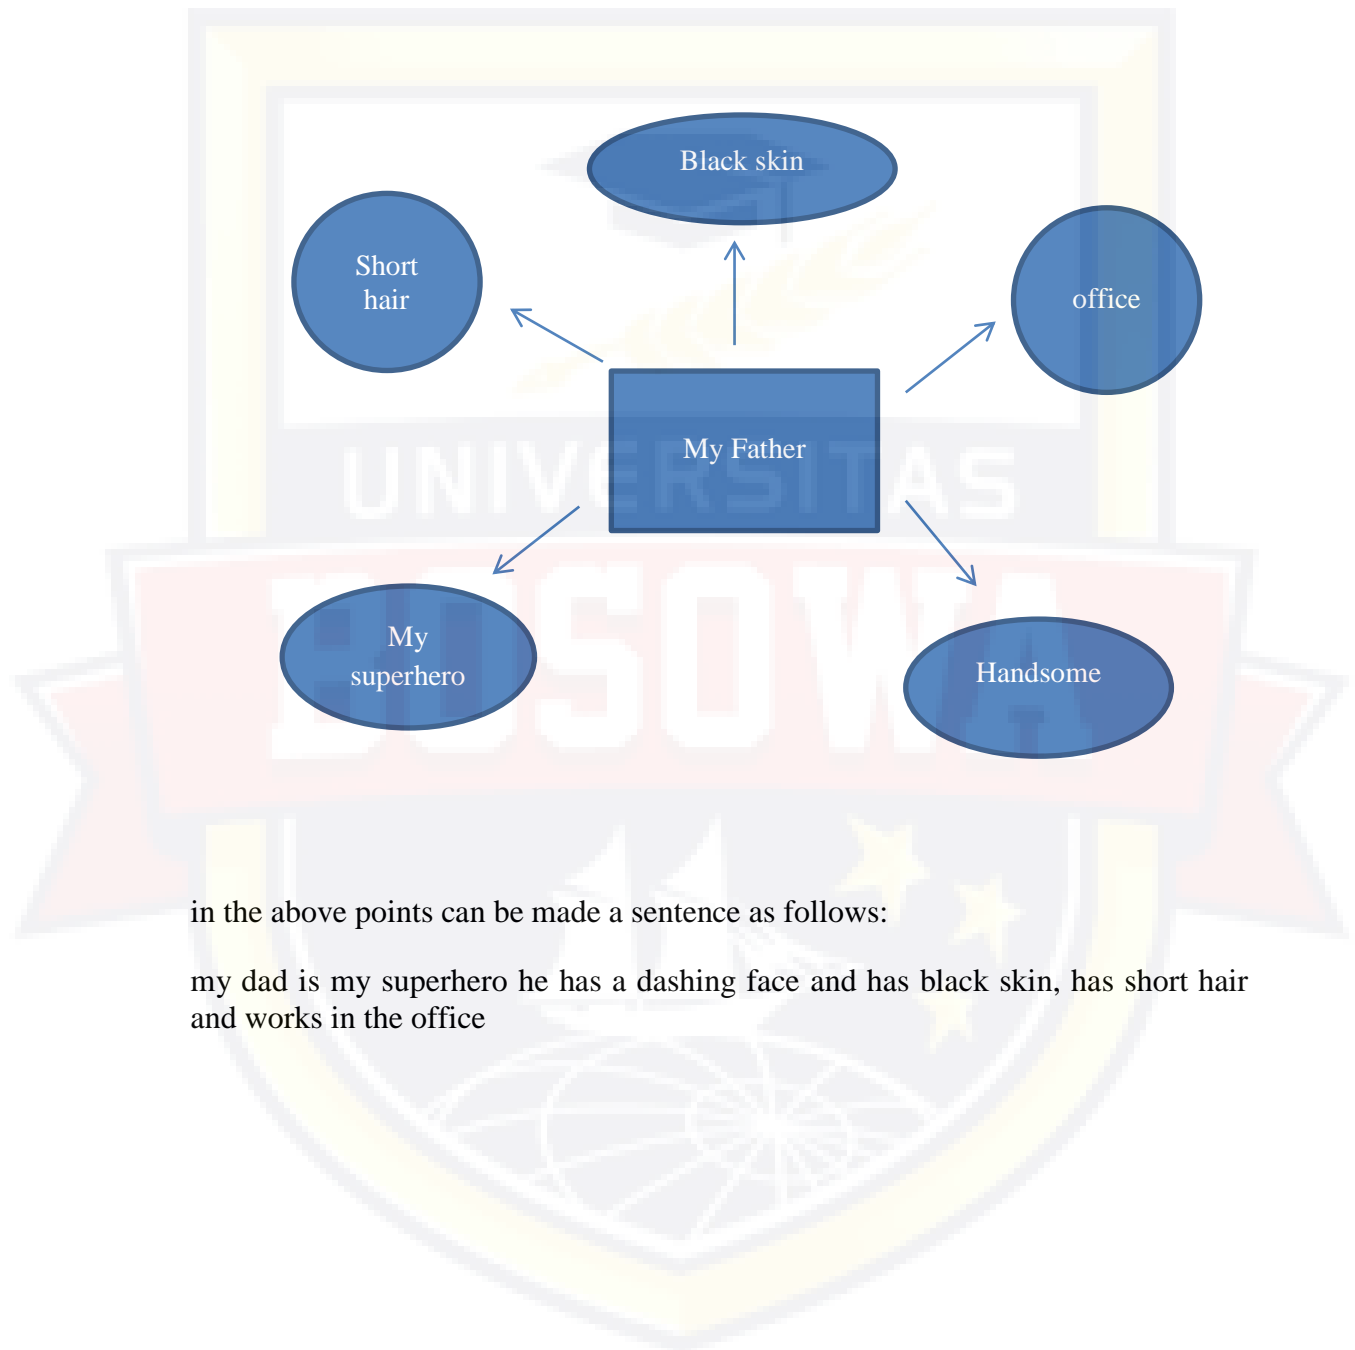 Black skin
Short
hair
office
My Father
UNIVERSITAS
BOSOWA
My
superhero
Handsome
in the above points can be made a sentence as follows:
my dad is my superhero he has a dashing face and has black skin, has short hair
and works in the office